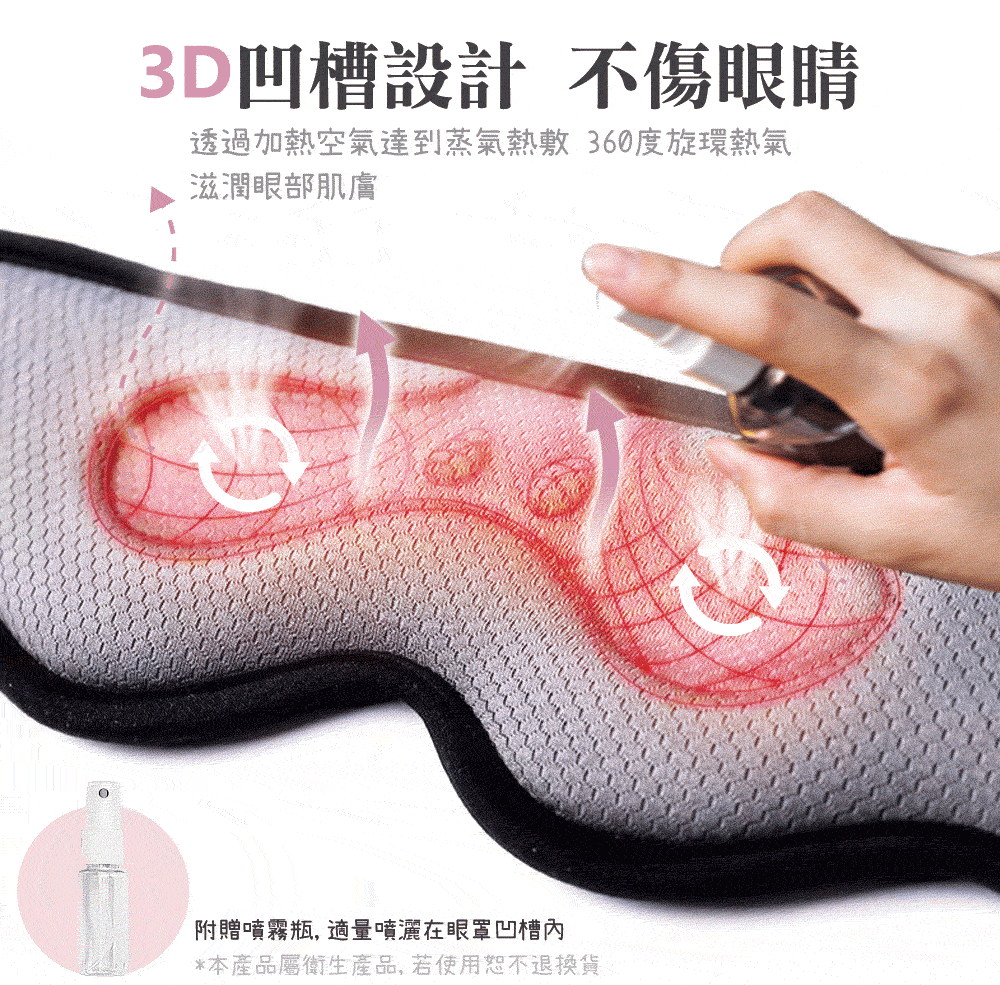 3D凹槽設計 不傷眼睛
透過加熱空氣達到蒸氣熱敷 360度旋環熱氣
滋潤眼部肌膚
附贈噴霧瓶, 適量噴灑在眼罩凹槽內
*本產品屬衛生產品, 若使用恕不退換貨